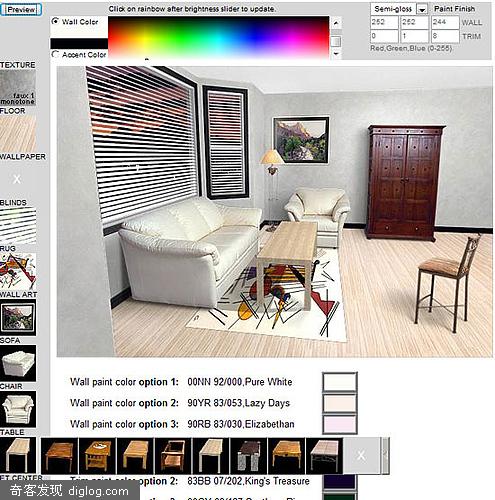 Preview
Click on rainbow after brightness slider to update.
Semi-gloss
Paint Finish
Wall Color
252 252 244 WALL
0 1 8 TRIM
Accent Color
Red,Green,Blue (0-255).
TEXTURE
faux 1
monotone
FLOOR
WALLPAPER
X
BLINDS
RUG
WALL ART
SOFA
CHAIR
TABLE
Wall paint color option 1: 00NN 92/000,Pure White
Wall paint color option 2: 90YR 83/053,Lazy Days
Wall paint color option 3: 90RB 83/030,Elizabethan
X
ET CENTER
color option 2: 83BB 07/202,King's Treasure
奇客发现 diglog.com